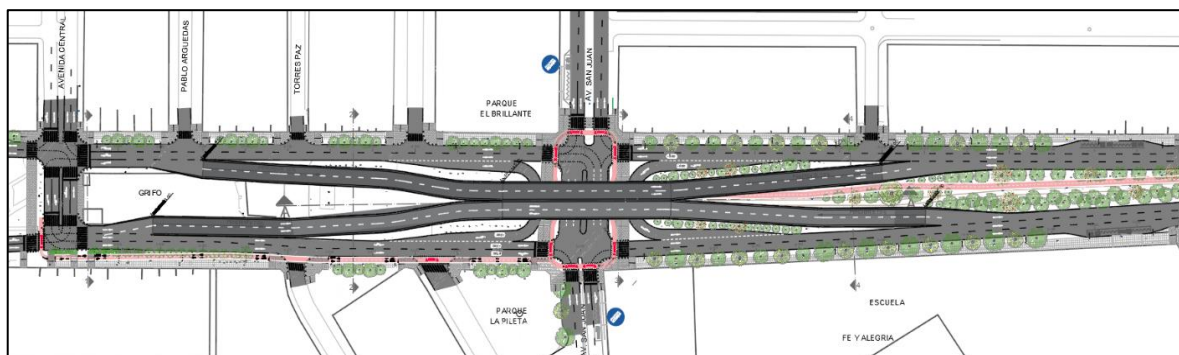 AVENIDA CENTRAL
PABLO ARGUEDAS
TORRES PAZ
AV. SAN JUAN
PARQUE
EL BRILLANTE
GRIFO
PARQUE
LA PILETA
AV. SAN JUAN
ESCUELA
FE Y ALEGRIA